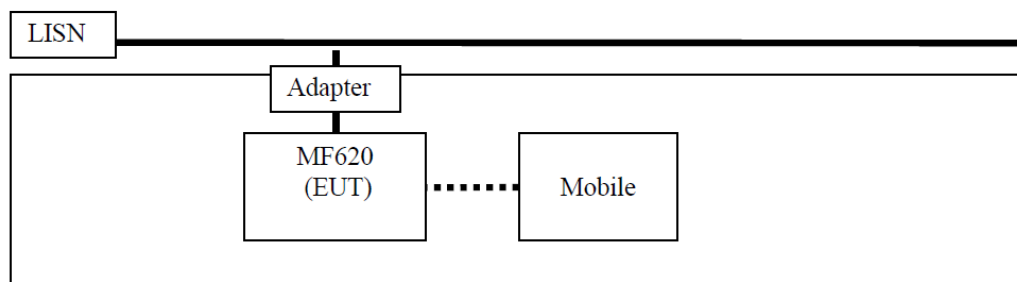 LISN
Adapter
MF620
(EUT)
Mobile